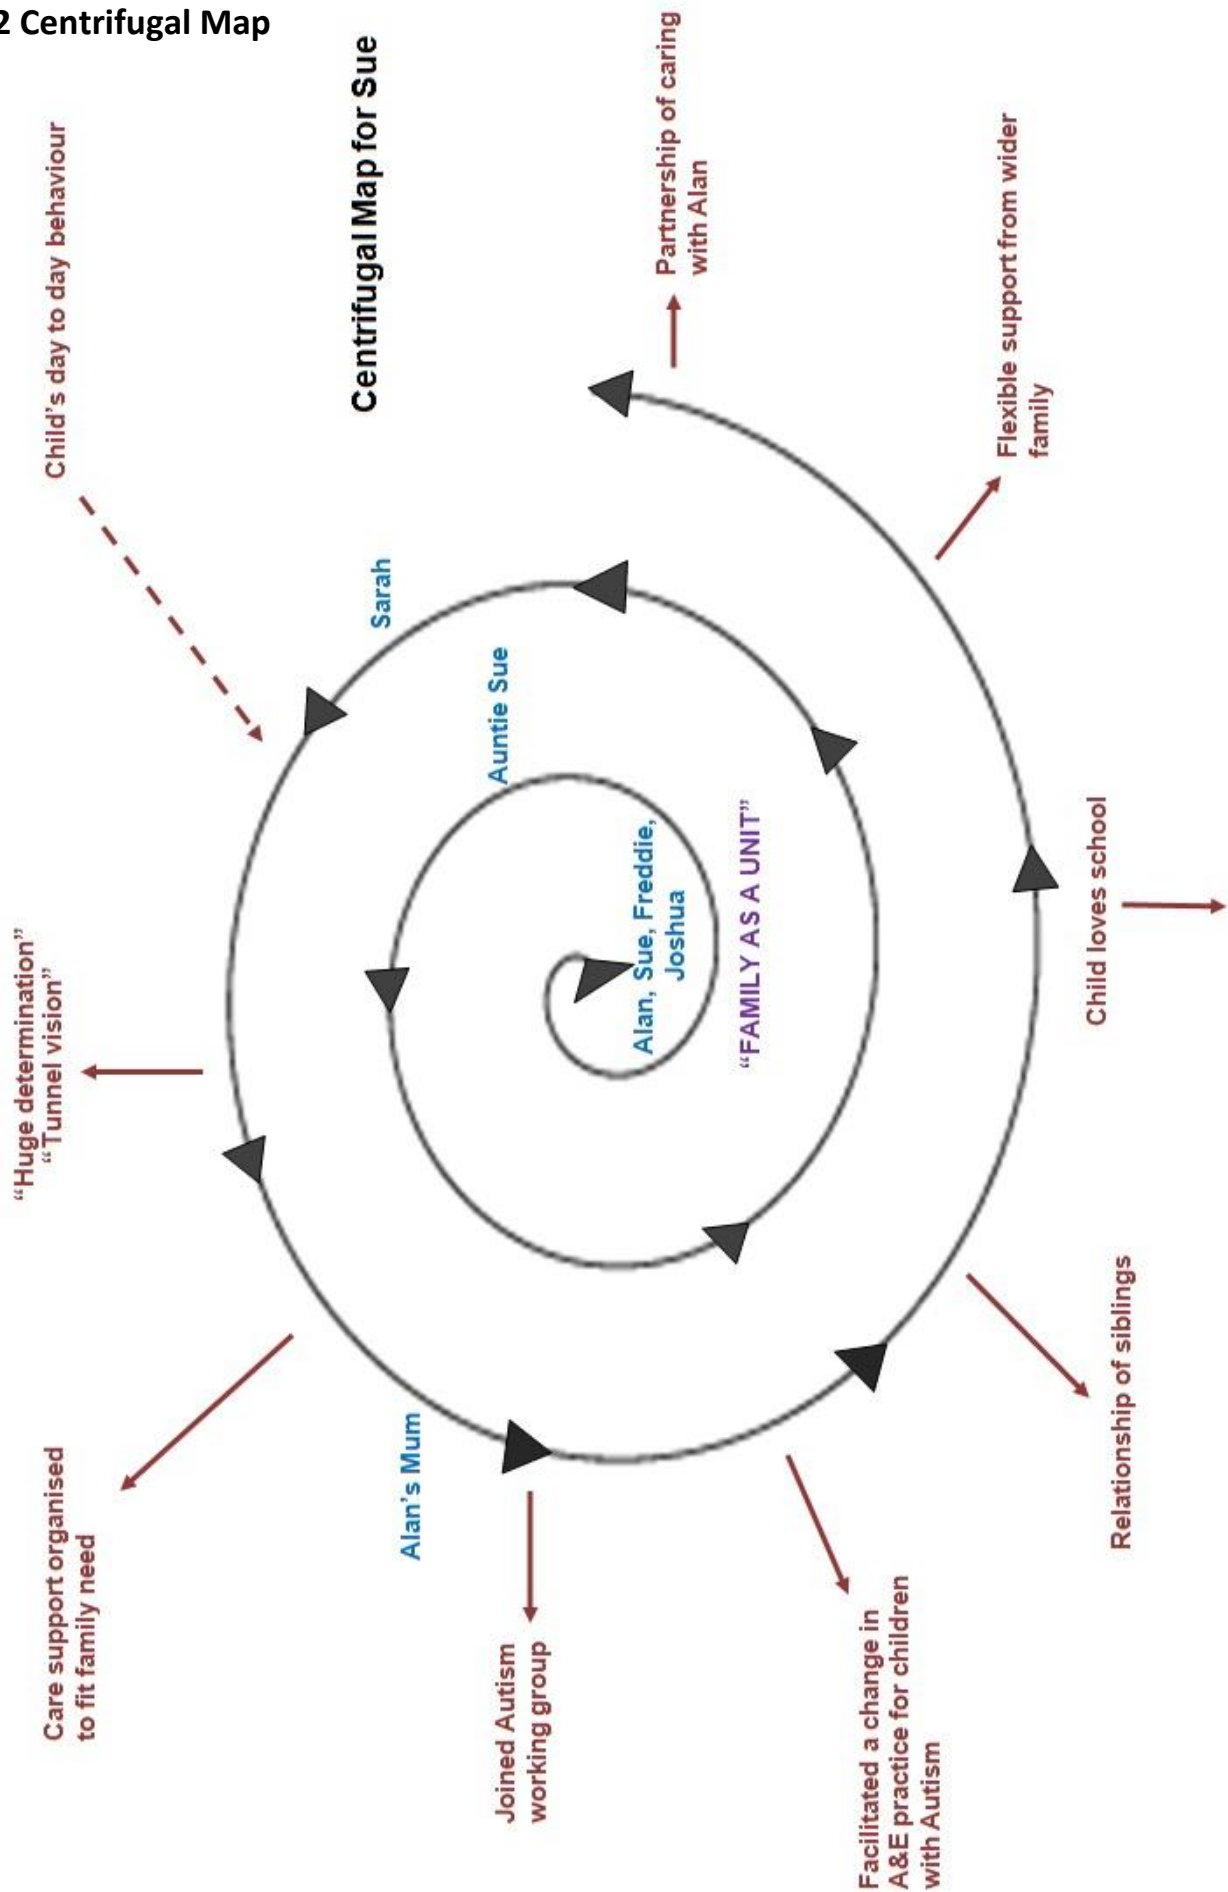 2 Centrifugal Map
Centrifugal Map for Sue
Child’s day to day behaviour
“Huge determination”
“Tunnel vision”
Care support organised
to fit family need
Sarah
Auntie Sue
Alan’s Mum
Alan, Sue, Freddie,
Joshua
“FAMILY AS A UNIT”
Partnership of caring
with Alan
Flexible support from wider
family
Child loves school
Relationship of siblings
Facilitated a change in
A&E practice for children
with Autism
Joined Autism
working group